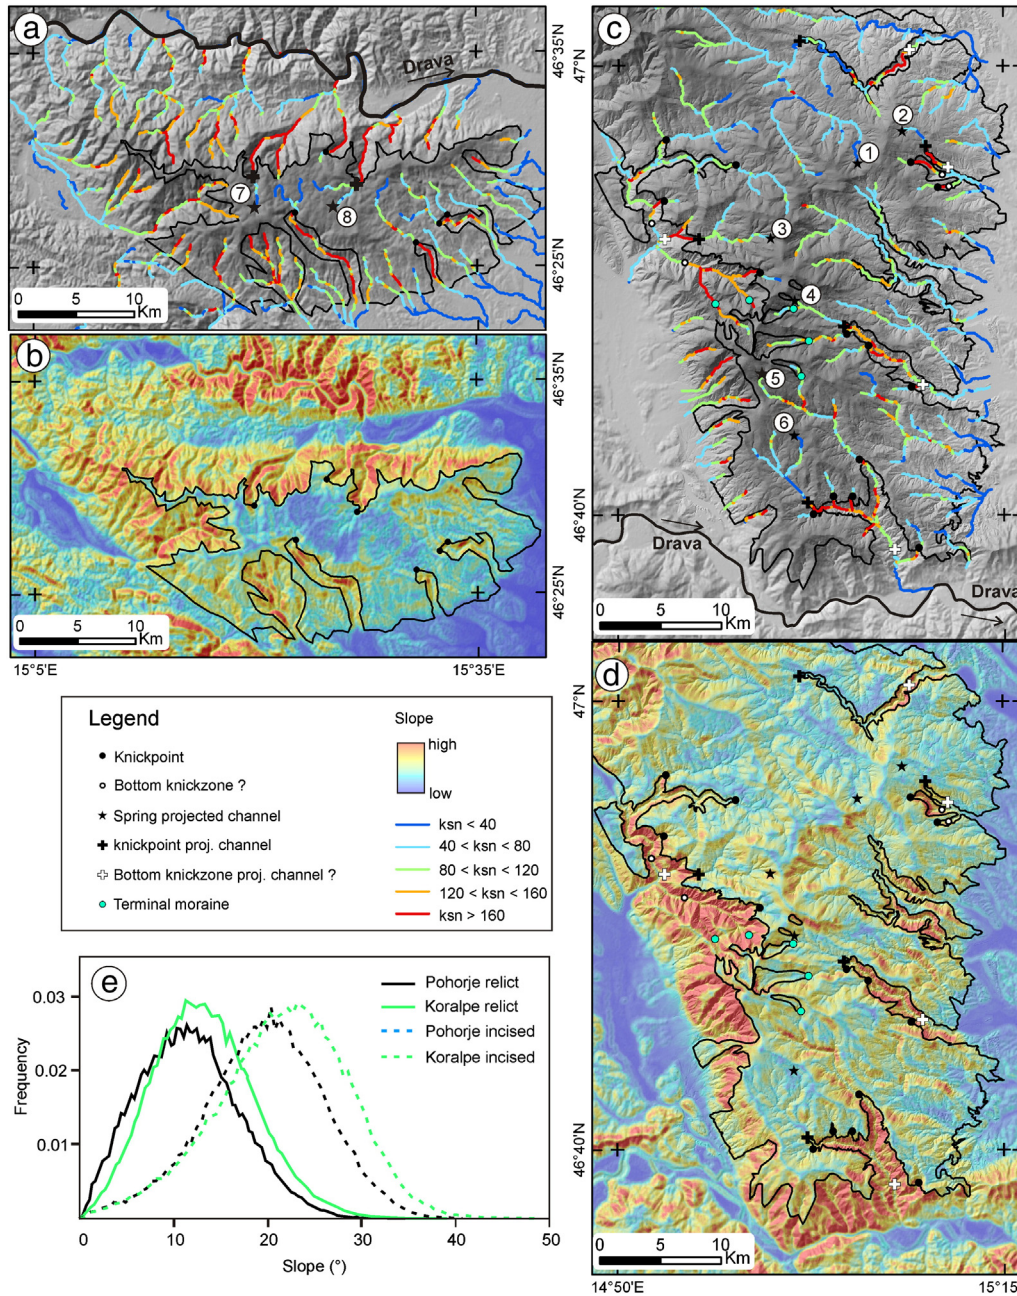 a
Drava
46°35'N
7
8
46°25'N
0 5 10
Km
b
46°35'N
46°25'N
0 5 10
Km
15°5'E
15°35'E
c
47°N
2
1
3
4
5
6
46°40'N
Drava
Drava
0 5 10
Km
d
47°N
46°40'N
0 5 10
Km
14°50'E
15°15'
Legend
Knickpoint
Bottom knickzone ?
Spring projected channel
knickpoint proj. channel
Bottom knickzone proj. channel ?
Terminal moraine
Slope
high
low
ksn < 40
40 < ksn < 80
80 < ksn < 120
120 < ksn < 160
ksn > 160
e
Pohorje relict
Koralpe relict
Pohorje incised
Koralpe incised
Frequency
0.03
0.02
0.01
0 10 20 30 40 50
Slope (°)